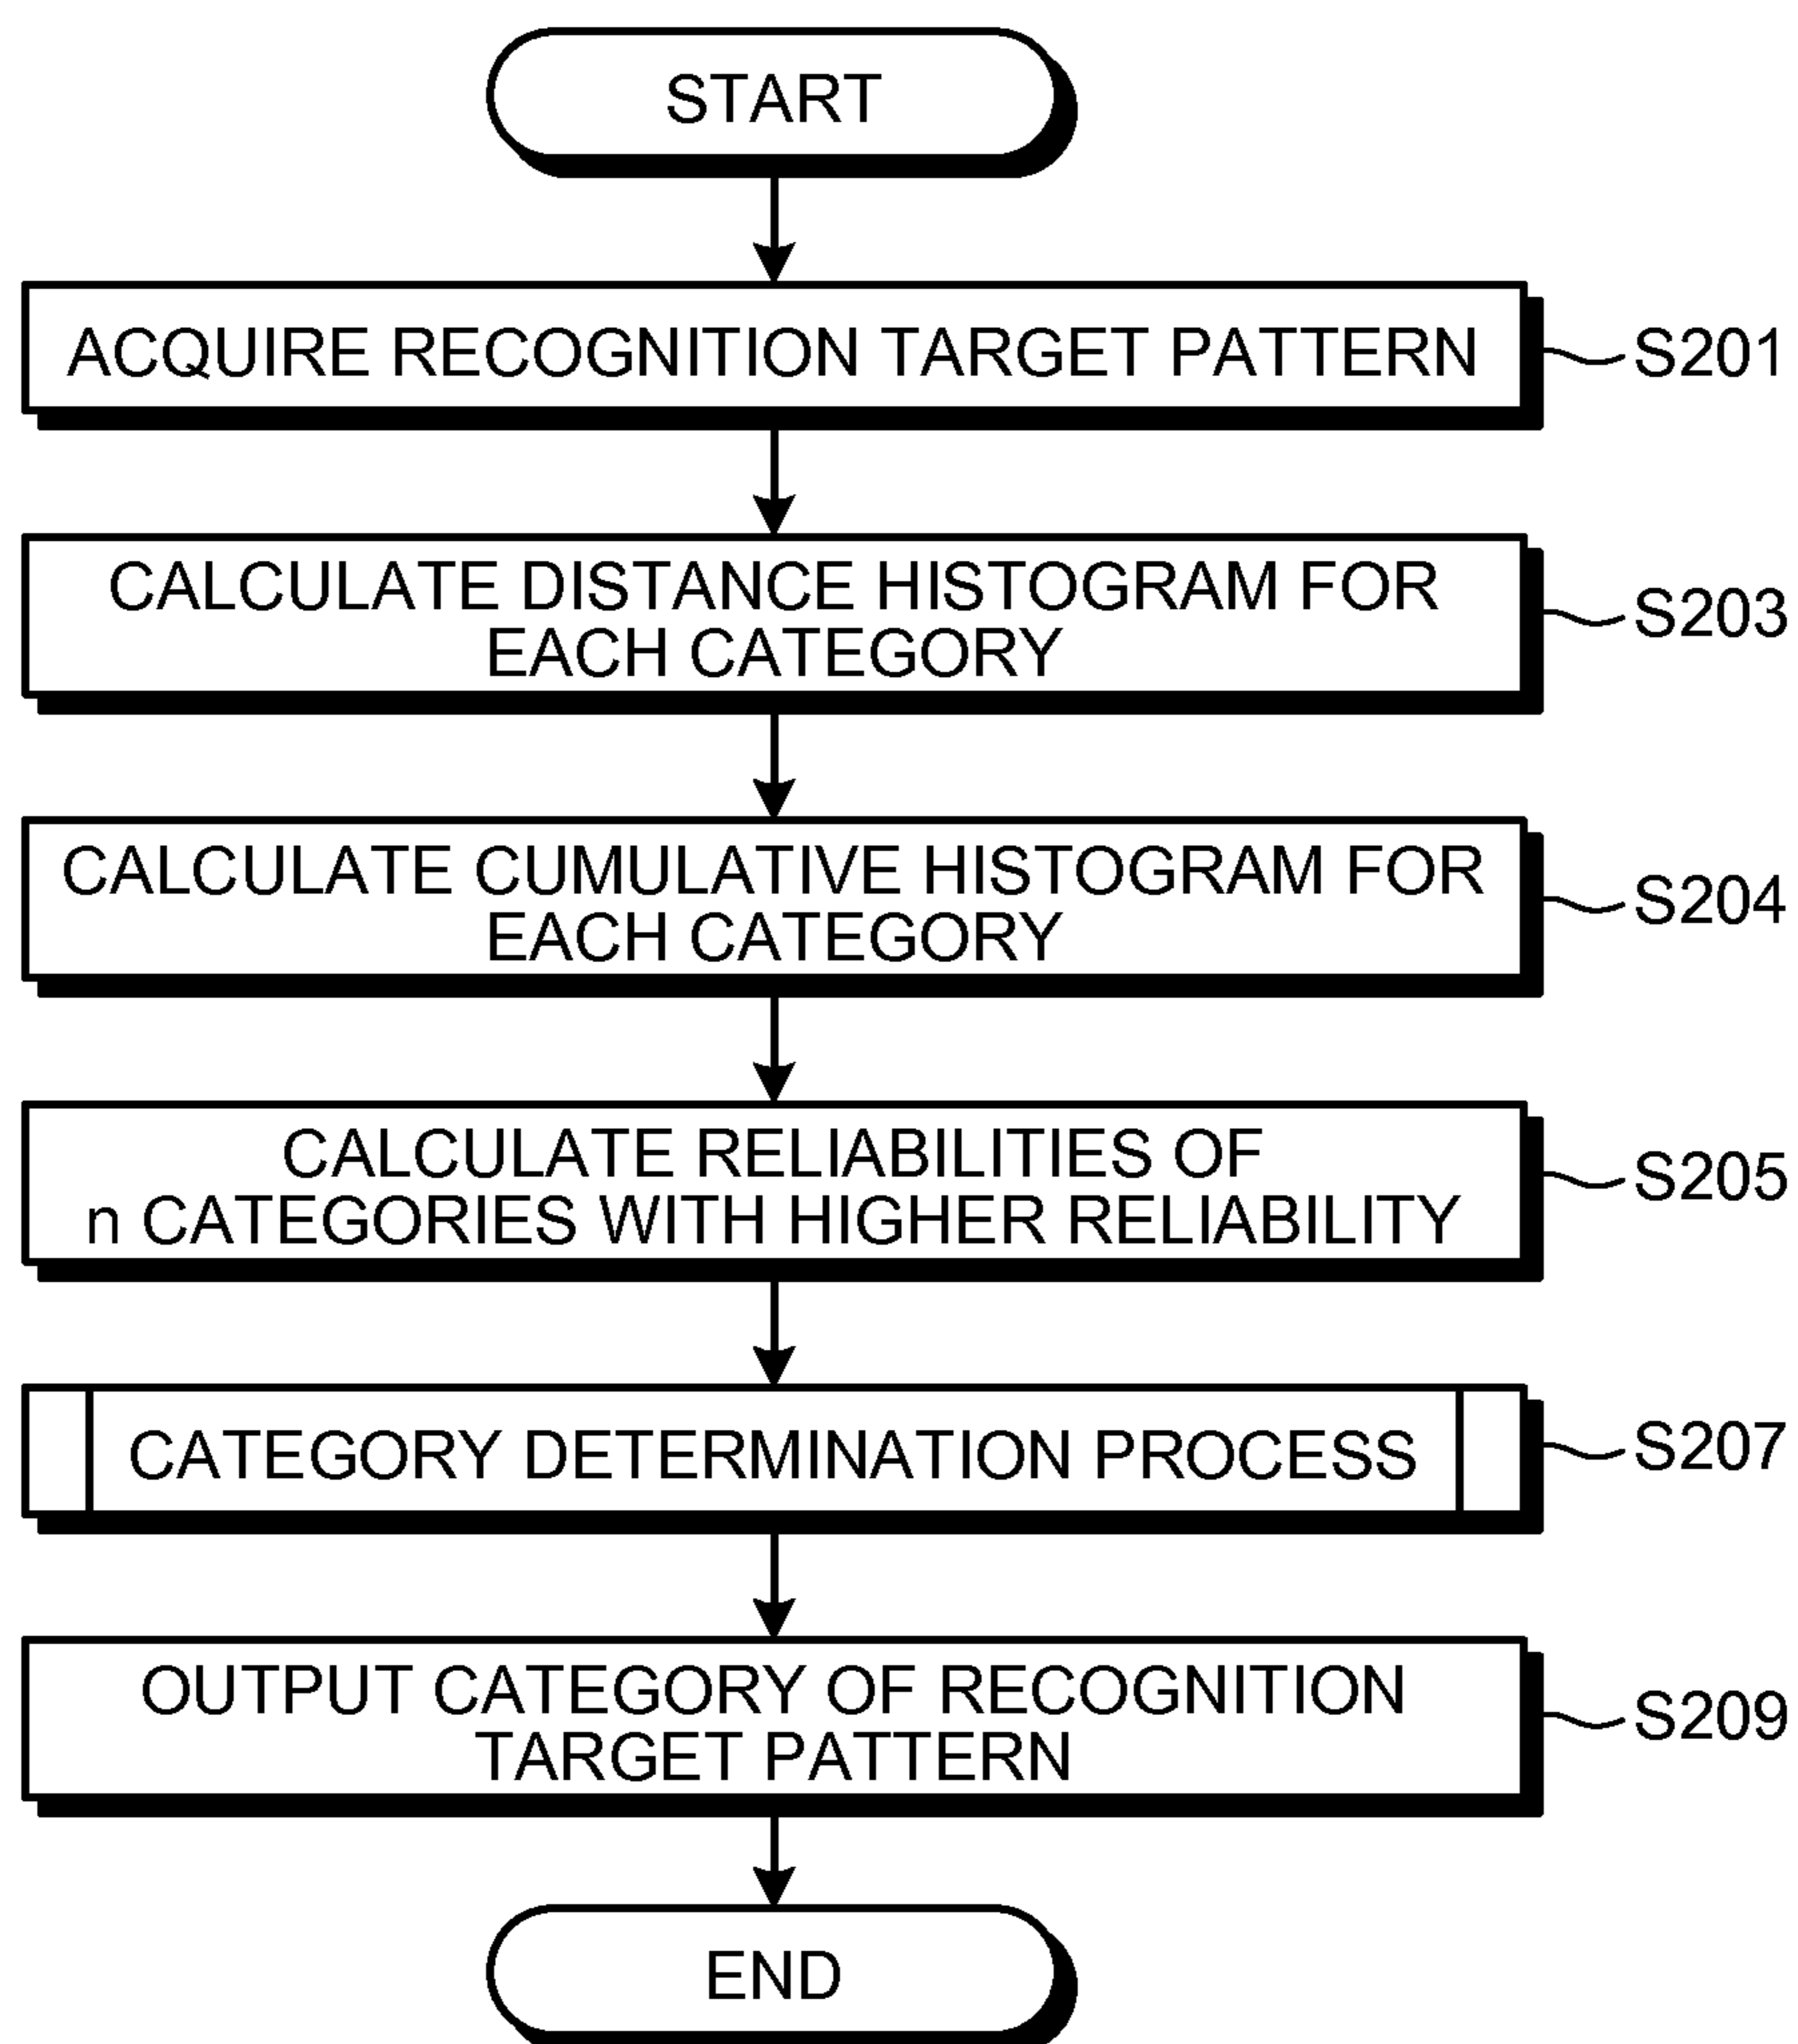 START
ACQUIRE RECOGNITION TARGET PATTERN
S201
CALCULATE DISTANCE HISTOGRAM FOR
EACH CATEGORY
S203
CALCULATE CUMULATIVE HISTOGRAM FOR
EACH CATEGORY
S204
CALCULATE RELIABILITIES OF
n CATEGORIES WITH HIGHER RELIABILITY
S205
CATEGORY DETERMINATION PROCESS
S207
OUTPUT CATEGORY OF RECOGNITION
TARGET PATTERN
S209
END